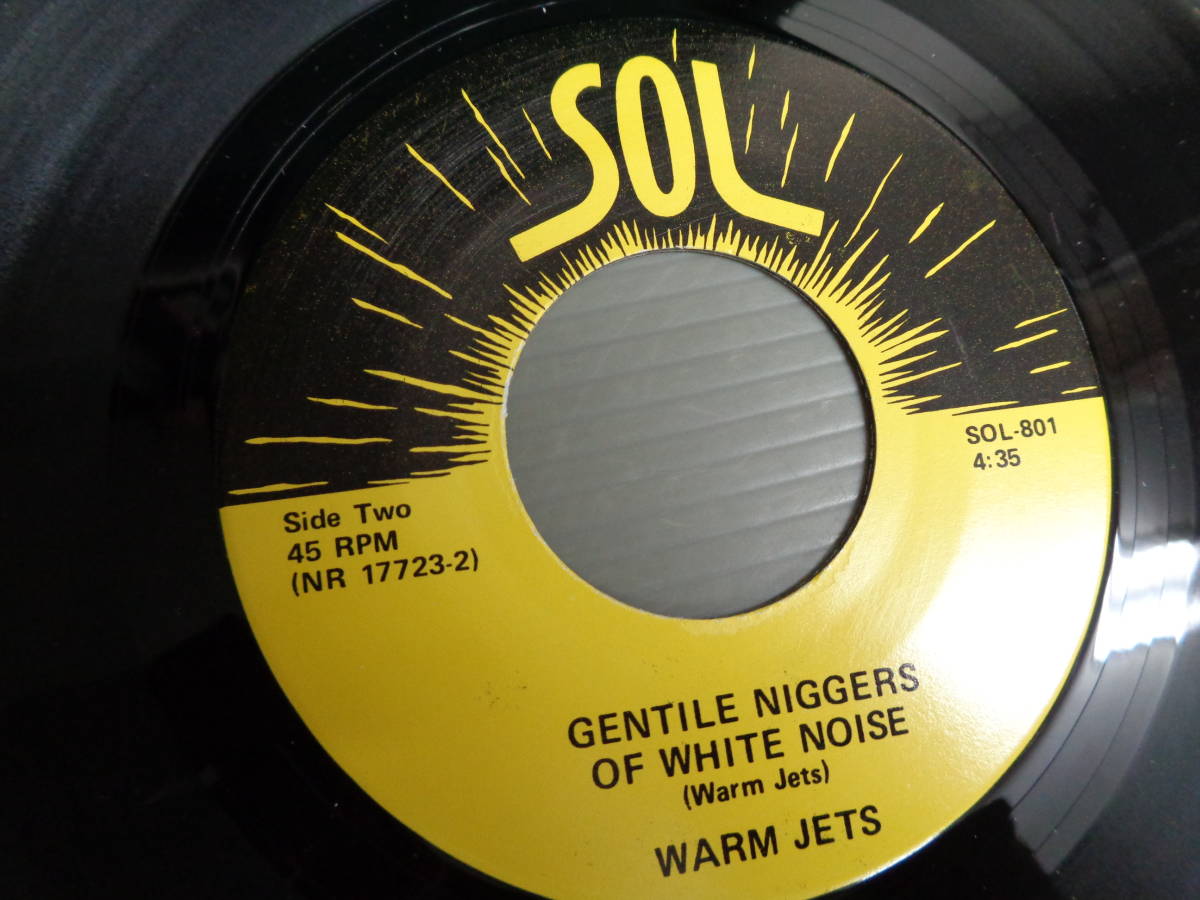 SOL
SOL-801
4:35
Side Two
45 RPM
(NR 17723-2)
GENTILE NIGGERS
OF WHITE NOISE
(Warm Jets)
WARM JETS